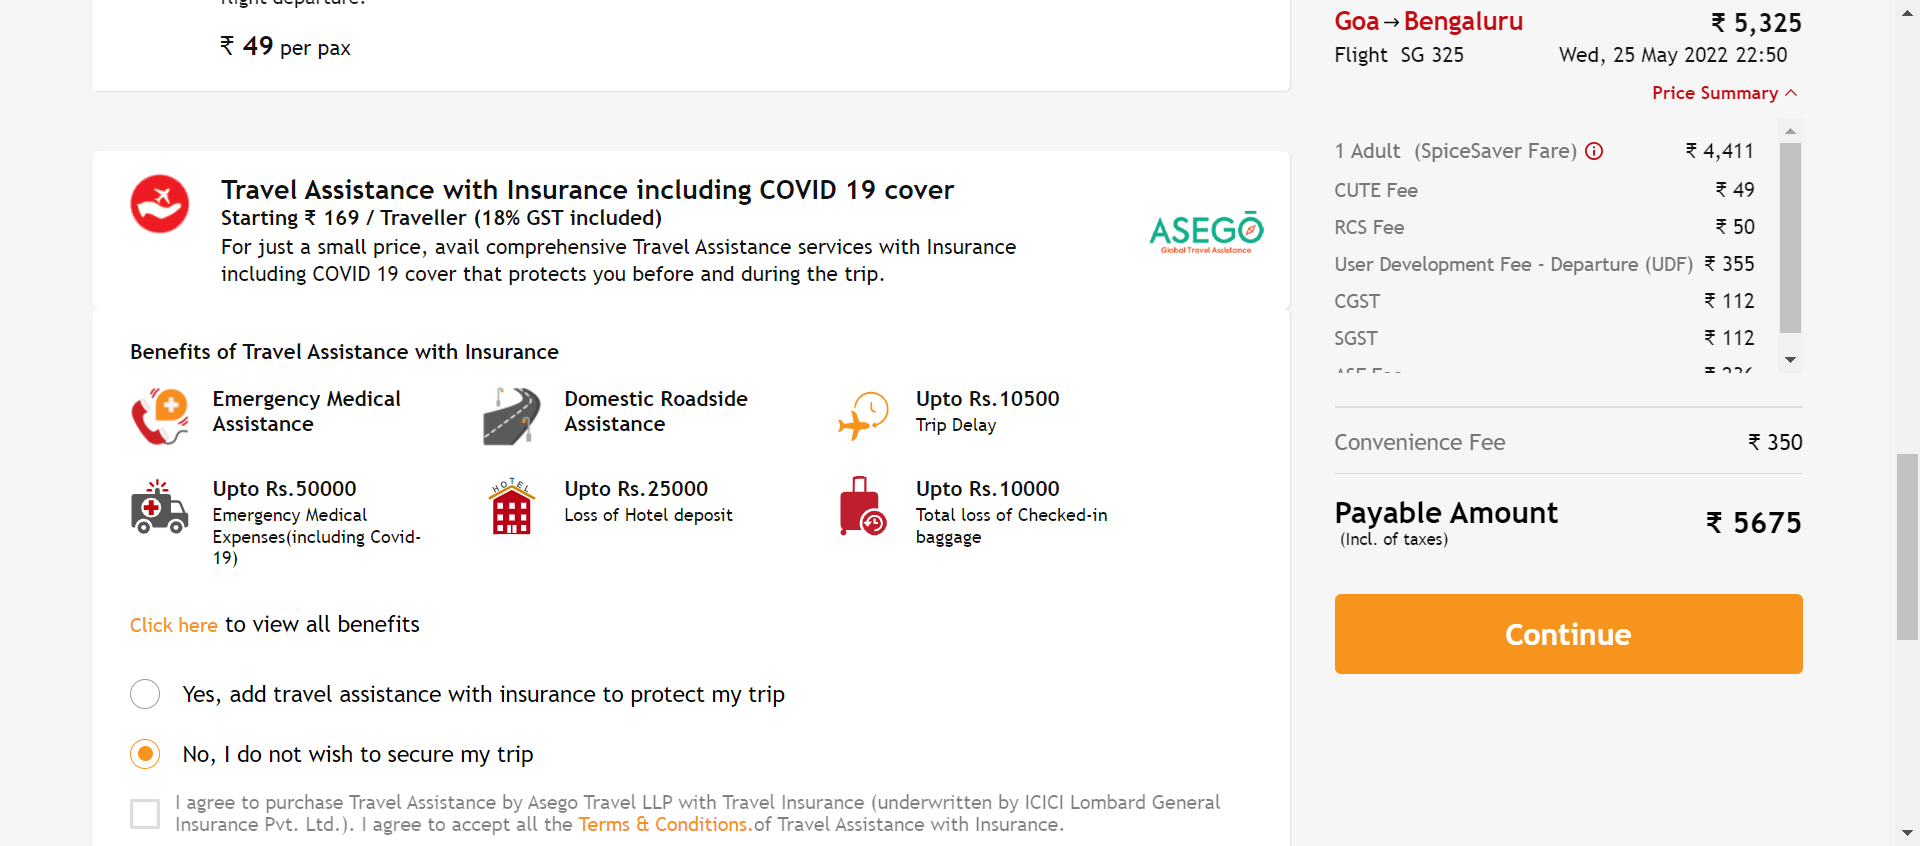 ₹ 49 per pax
Travel Assistance with Insurance including COVID 19 cover
Starting ₹ 169 / Traveller (18% GST included)
For just a small price, avail comprehensive Travel Assistance services with Insurance
including COVID 19 cover that protects you before and during the trip.
ASEGŌ
Global Travel Assistance
Benefits of Travel Assistance with Insurance
Emergency Medical
Assistance
Domestic Roadside
Assistance
Upto Rs.10500
Trip Delay
Upto Rs.50000
Emergency Medical
Expenses(including Covid-
19)
HOTEL
Upto Rs.25000
Loss of Hotel deposit
Upto Rs.10000
Total loss of Checked-in
baggage
Click here to view all benefits
Yes, add travel assistance with insurance to protect my trip
No, I do not wish to secure my trip
I agree to purchase Travel Assistance by Asego Travel LLP with Travel Insurance (underwritten by ICICI Lombard General
Insurance Pvt. Ltd.). I agree to accept all the Terms & Conditions.of Travel Assistance with Insurance.
Goa→Bengaluru ₹ 5,325
Flight SG 325 Wed, 25 May 2022 22:50
Price Summary
1 Adult (SpiceSaver Fare) ₹ 4,411
CUTE Fee ₹ 49
RCS Fee ₹ 50
User Development Fee - Departure (UDF) ₹ 355
CGST ₹ 112
SGST ₹ 112
Convenience Fee ₹ 350
Payable Amount ₹ 5675
(Incl. of taxes)
Continue